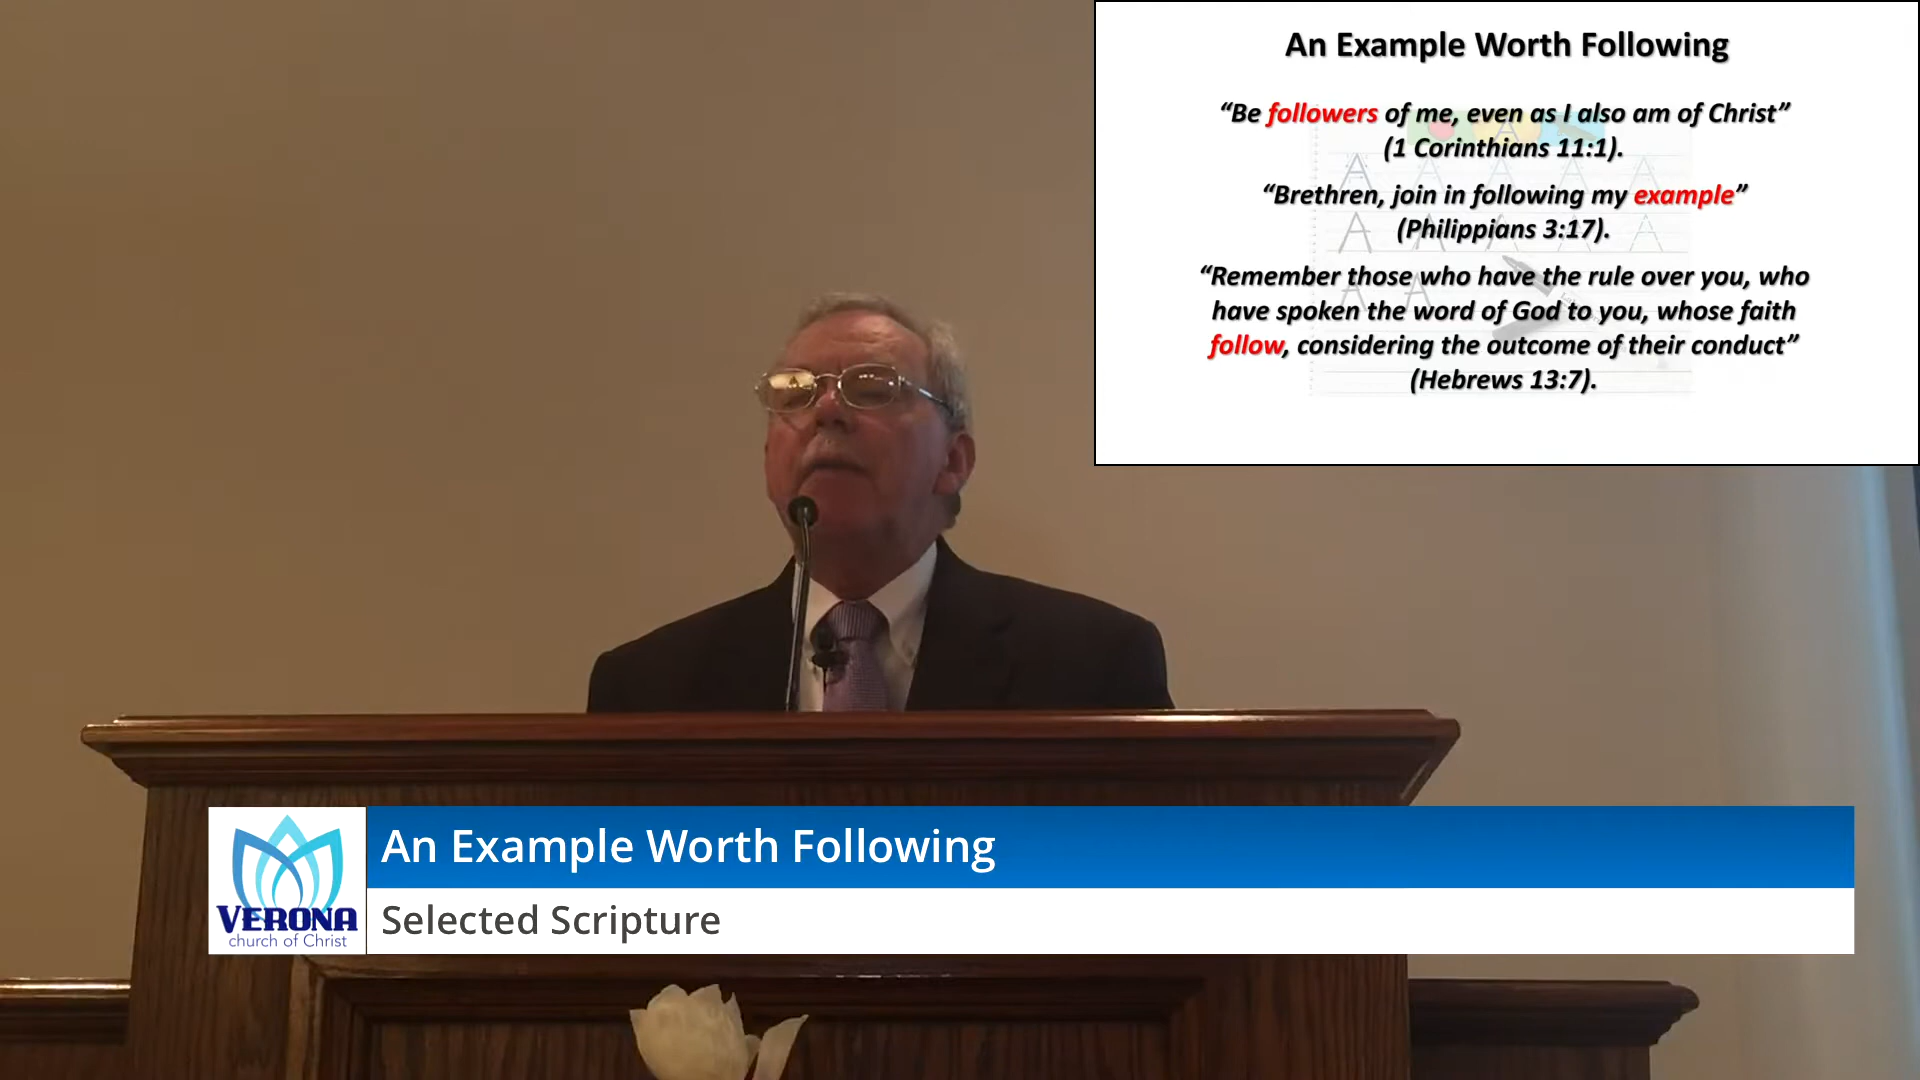 An Example Worth Following
“Be followers of me, even as I also am of Christ”
(1 Corinthians 11:1).
“Brethren, join in following my example”
(Philippians 3:17).
“Remember those who have the rule over you, who
have spoken the word of God to you, whose faith
follow, considering the outcome of their conduct”
(Hebrews 13:7).
An Example Worth Following
Selected Scripture
VERONA
church of Christ